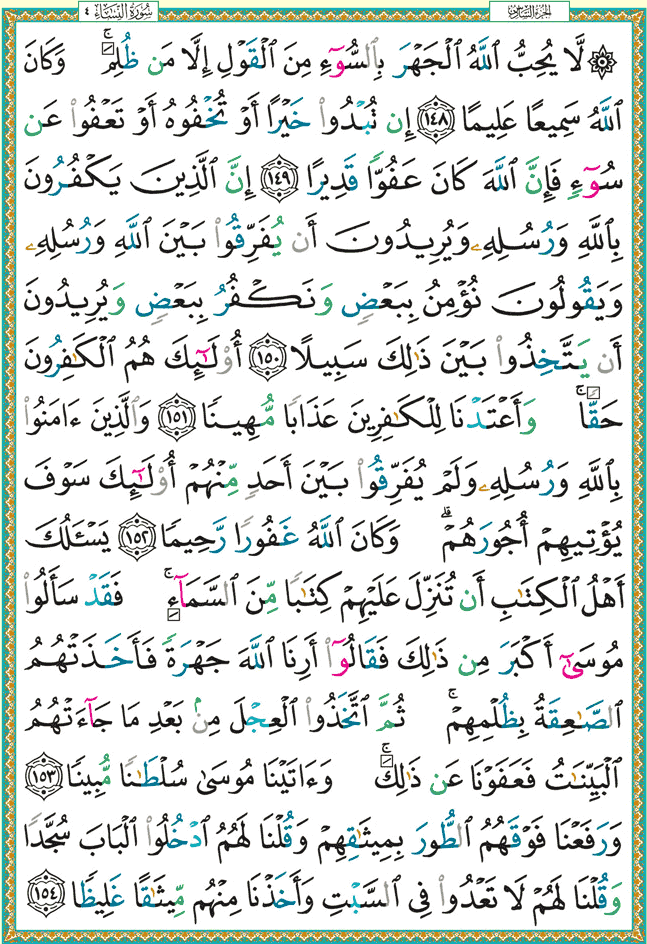 الجزء السادس
سُورَةُ النِّسَاءِ ٤
۞ لَّا يُحِبُّ ٱللَّهُ ٱلۡجَهۡرَ بِٱلسُّوٓءِ مِنَ ٱلۡقَوۡلِ إِلَّا مَن ظُلِمَۚ وَكَانَ
ٱللَّهُ سَمِيعًا عَلِيمًا ١٤٨ إِن تُبۡدُواْ خَيۡرًا أَوۡ تُخۡفُوهُ أَوۡ تَعۡفُواْ عَن
سُوٓءٖ فَإِنَّ ٱللَّهَ كَانَ عَفُوّٗا قَدِيرًا ١٤٩ إِنَّ ٱلَّذِينَ يَكۡفُرُونَ
بِٱللَّهِ وَرُسُلِهِۦ وَيُرِيدُونَ أَن يُفَرِّقُواْ بَيۡنَ ٱللَّهِ وَرُسُلِهِۦ
وَيَقُولُونَ نُؤۡمِنُ بِبَعۡضٖ وَنَكۡفُرُ بِبَعۡضٖ وَيُرِيدُونَ
أَن يَتَّخِذُواْ بَيۡنَ ذَٰلِكَ سَبِيلًا ١٥٠ أُوْلَٰٓئِكَ هُمُ ٱلۡكَٰفِرُونَ
حَقّٗاۚ وَأَعۡتَدۡنَا لِلۡكَٰفِرِينَ عَذَابٗا مُّهِينٗا ١٥١ وَٱلَّذِينَ ءَامَنُواْ
بِٱللَّهِ وَرُسُلِهِۦ وَلَمۡ يُفَرِّقُواْ بَيۡنَ أَحَدٖ مِّنۡهُمۡ أُوْلَٰٓئِكَ سَوۡفَ
يُؤۡتِيهِمۡ أُجُورَهُمۡۗ وَكَانَ ٱللَّهُ غَفُورٗا رَّحِيمٗا ١٥٢ يَسۡـَٔلُكَ
أَهۡلُ ٱلۡكِتَٰبِ أَن تُنَزِّلَ عَلَيۡهِمۡ كِتَٰبٗا مِّنَ ٱلسَّمَآءِۚ فَقَدۡ سَأَلُواْ
مُوسَىٰٓ أَكۡبَرَ مِن ذَٰلِكَ فَقَالُوٓاْ أَرِنَا ٱللَّهَ جَهۡرَةٗ فَأَخَذَتۡهُمُ
ٱلصَّٰعِقَةُ بِظُلۡمِهِمۡۚ ثُمَّ ٱتَّخَذُواْ ٱلۡعِجۡلَ مِنۢ بَعۡدِ مَا جَآءَتۡهُمُ
ٱلۡبَيِّنَٰتُ فَعَفَوۡنَا عَن ذَٰلِكَۚ وَءَاتَيۡنَا مُوسَىٰ سُلۡطَٰنٗا مُّبِينٗا ١٥٣
وَرَفَعۡنَا فَوۡقَهُمُ ٱلطُّورَ بِمِيثَٰقِهِمۡ وَقُلۡنَا لَهُمُ ٱدۡخُلُواْ ٱلۡبَابَ سُجَّدٗا
وَقُلۡنَا لَهُمۡ لَا تَعۡدُواْ فِي ٱلسَّبۡتِ وَأَخَذۡنَا مِنۡهُم مِّيثَٰقًا غَلِيظٗا ١٥٤